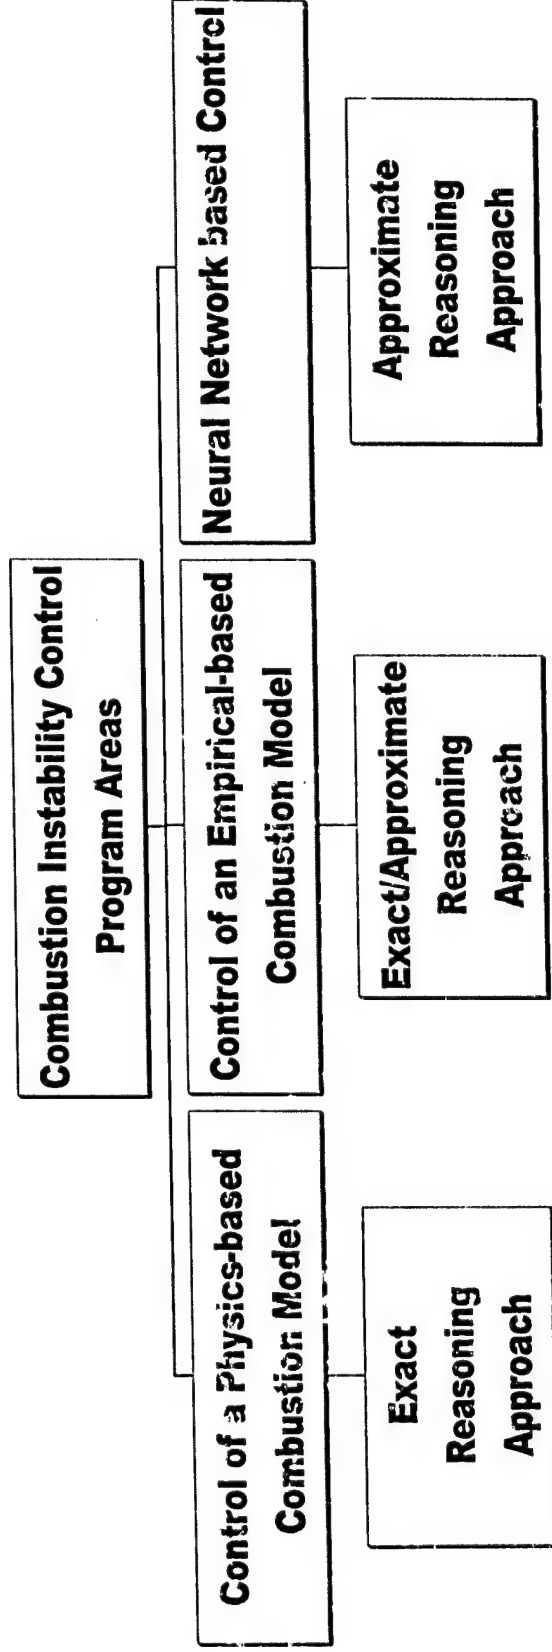 Combustion Instability Control
Program Areas
Control of a Physics-based
Combustion Model
Control of an Empirical-based
Combustion Model
Neural Network based Control
Exact
Reasoning
Approach
Exact/Approximate
Reasoning
Approach
Approximate
Reasoning
Approach